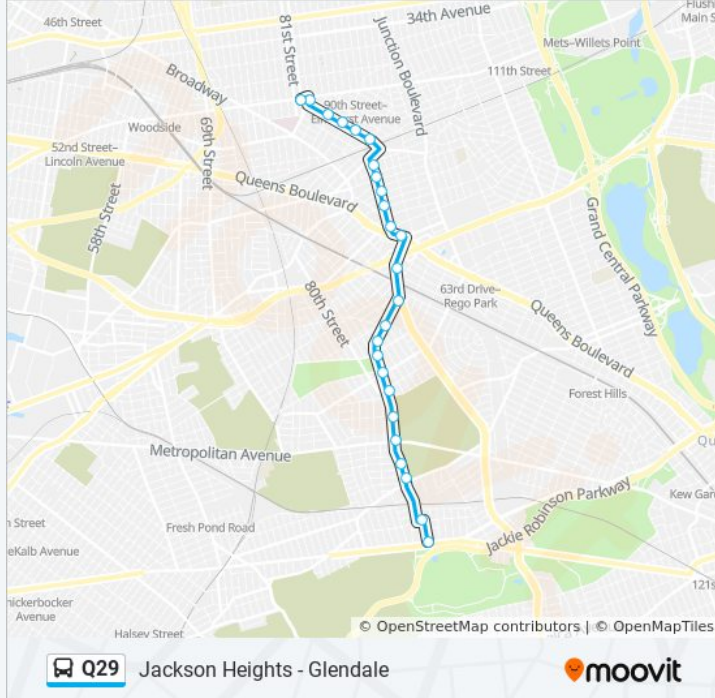 46th Street
81st Street
Junction Boulevard
34th Avenue
Flush
Main S
Mets–Willets Point
111th Street
Broadway
90th Street–
Avenue
Woodside
69th Street
52nd Street–
Lincoln Avenue
58th Street
Queens Boulevard
Grand Central Parkway
80th Street
63rd Drive–
Rego Park
Queens Boulevard
Forest Hills
Metropolitan Avenue
Qu
Jackie Robinson Parkway
Kew Gar
n Street
Fresh Pond Road
eKalb Avenue
nickerbocker
Avenue
121s
Halsey Street
© OpenStreetMap contributors | © OpenMapTiles
Q29 Jackson Heights - Glendale
moovit